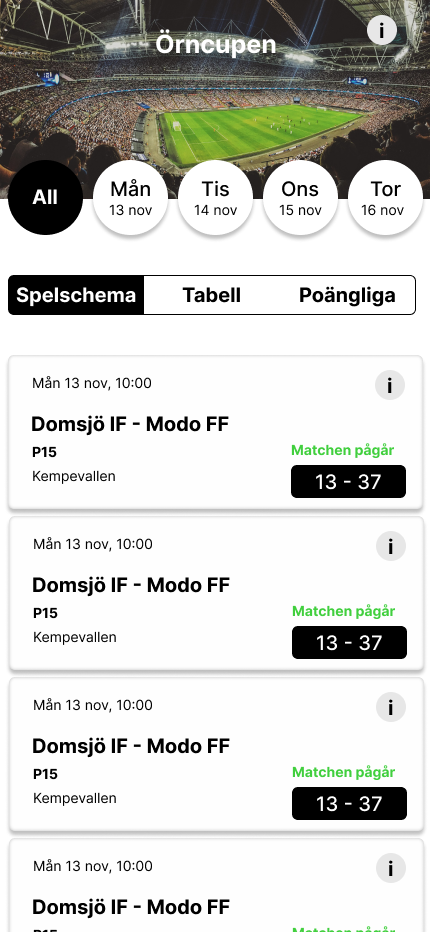 Örncupen
i
All
Mån
13 nov
Tis
14 nov
Ons
15 nov
Tor
16 nov
Spelschema
Tabell
Poängliga
Mån 13 nov, 10:00
i
Domsjö IF - Modo FF
P15
Matchen pågår
Kempevallen
13 - 37
Mån 13 nov, 10:00
i
Domsjö IF - Modo FF
P15
Matchen pågår
Kempevallen
13 - 37
Mån 13 nov, 10:00
i
Domsjö IF - Modo FF
P15
Matchen pågår
Kempevallen
13 - 37
Mån 13 nov, 10:00
i
Domsjö IF - Modo FF